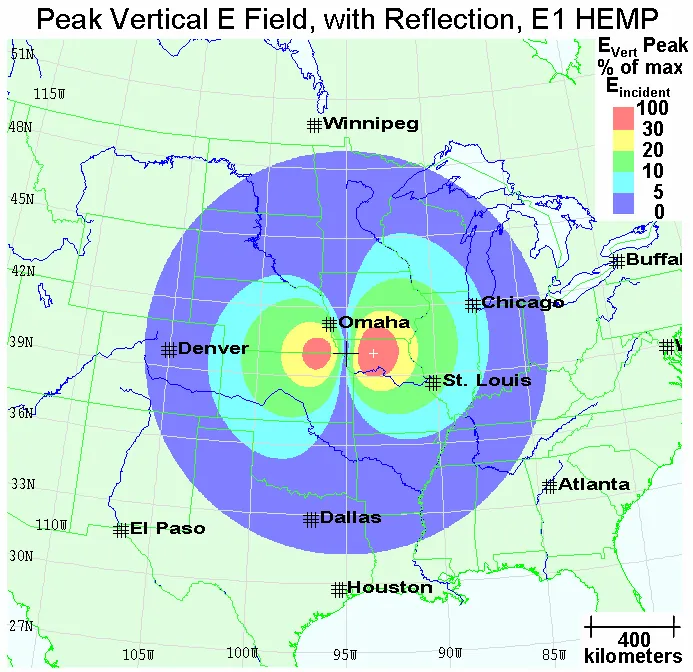 Peak Vertical E Field, with Reflection, E1 HEMP
51N
EVert Peak
% of max
Eincident
115W
100
30
20
10
5
0
48N
Winnipeg
45N
42N
Buffal
Chicago
Omaha
39N
Denver
St. Louis
36N
33N
Atlanta
110W
Dallas
El Paso
30N
Houston
27N
400
kilometers
105W
100W
95W
90W
85W